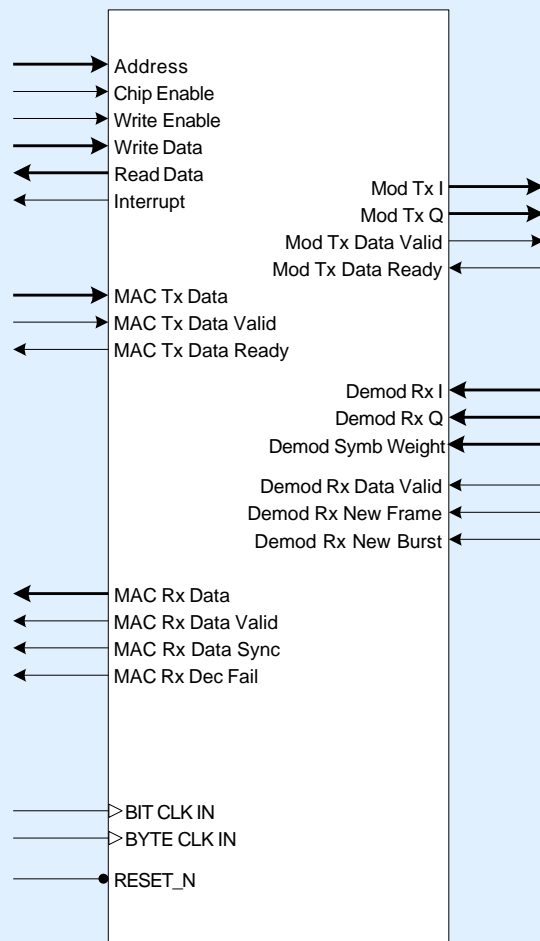 Address
Chip Enable
Write Enable
Write Data
Read Data
Interrupt
Mod Tx I
Mod Tx Q
Mod Tx Data Valid
Mod Tx Data Ready
MAC Tx Data
MAC Tx Data Valid
MAC Tx Data Ready
Demod Rx I
Demod Rx Q
Demod Symb Weight
Demod Rx Data Valid
Demod Rx New Frame
Demod Rx New Burst
MAC Rx Data
MAC Rx Data Valid
MAC Rx Data Sync
MAC Rx Dec Fail
BIT CLK IN
BYTE CLK IN
RESET_N